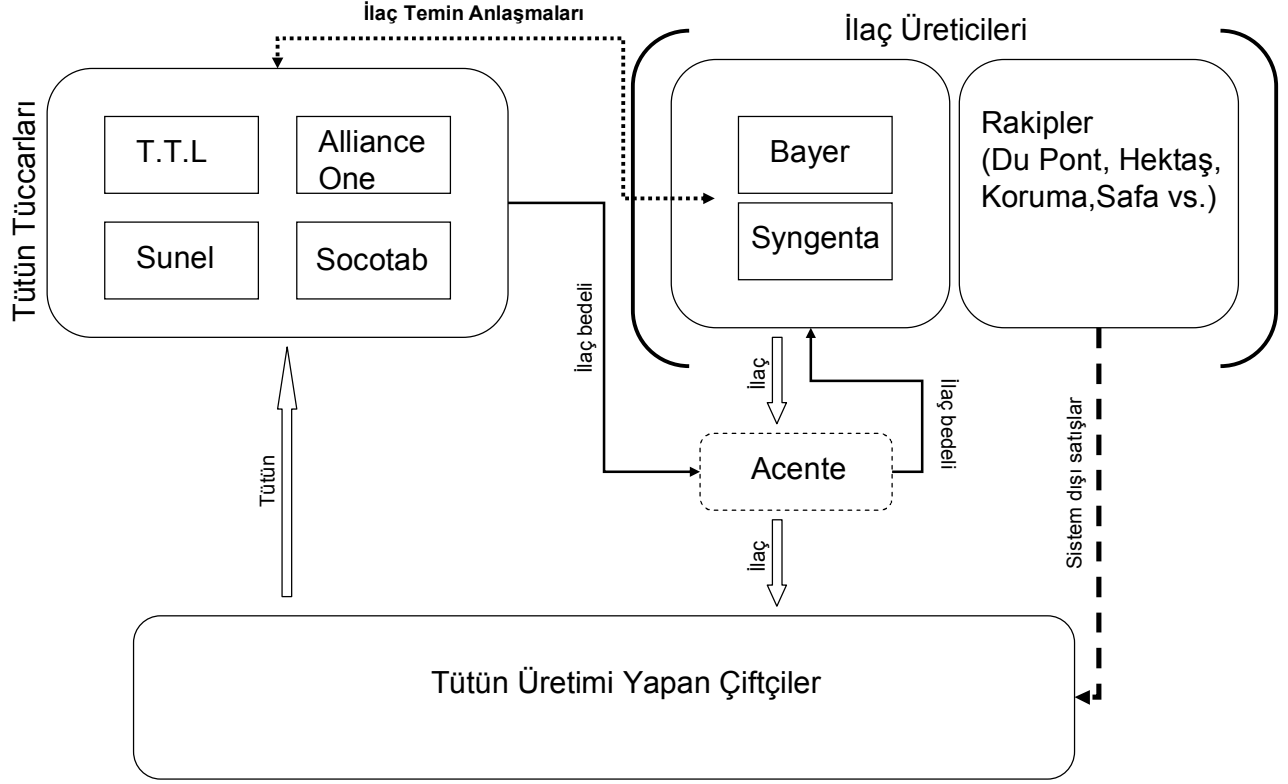 İlaç Temin Anlaşmaları
İlaç Üreticileri
Tütün Tüccarları
T.T.L
Alliance
One
Sunel
Socotab
Bayer
Syngenta
Rakipler
(Du Pont, Hektaş,
Koruma,Safa vs.)
İlaç bedeli
İlaç
İlaç bedeli
Sistem dışı satışlar
Tütün
Acente
İlaç
Tütün Üretimi Yapan Çiftçiler